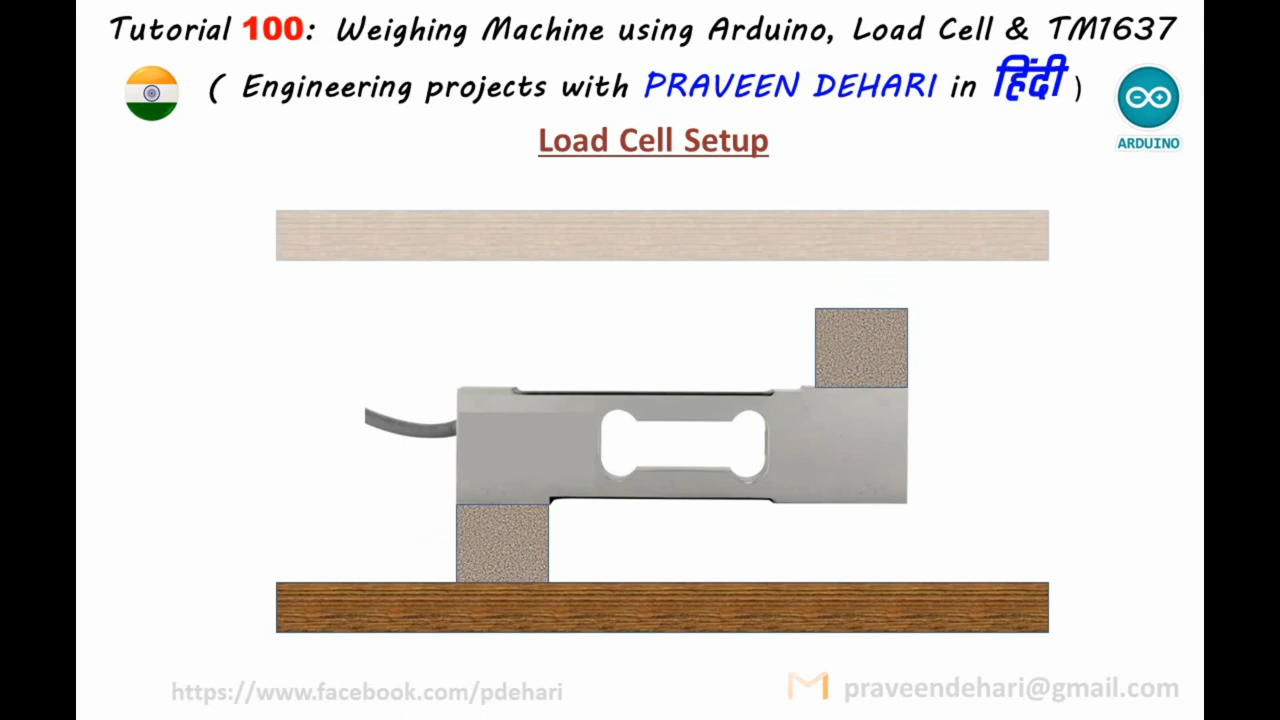 Tutorial 100: Weighing Machine using Arduino, Load Cell & TM1637
( Engineering projects with PRAVEEN DEHARI in हिंदी )
ARDUINO
Load Cell Setup
https://www.facebook.com/pdehari
praveendehari@gmail.com